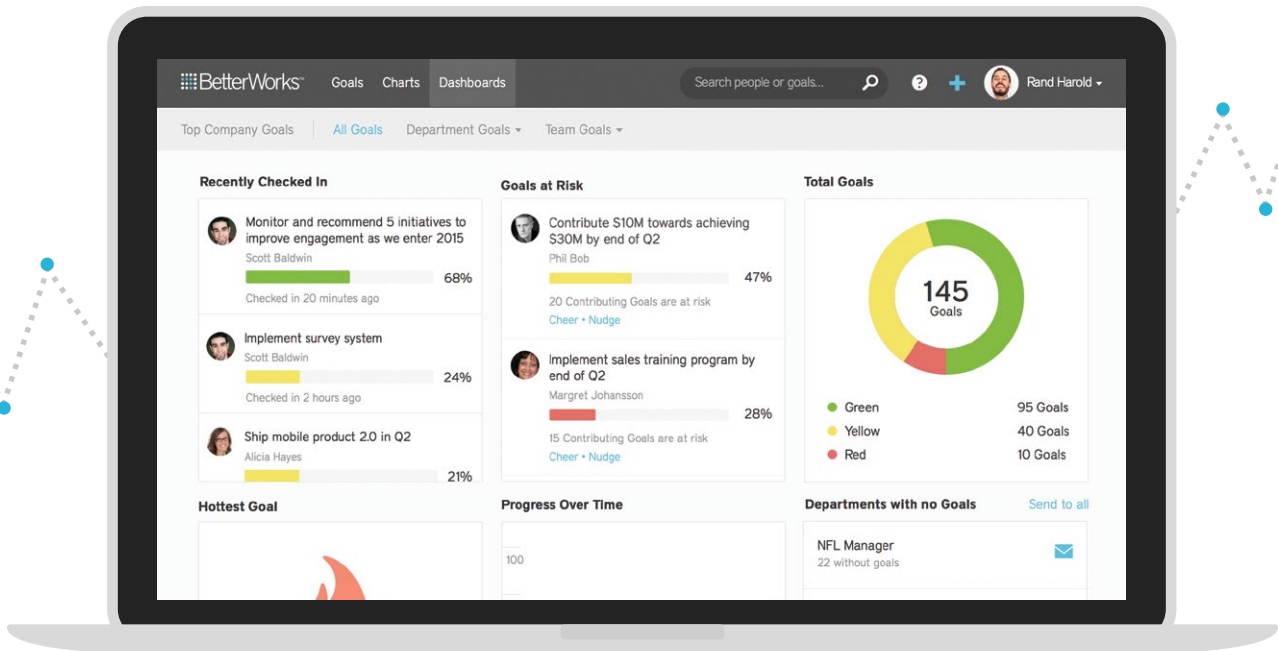 BetterWorks
Goals
Charts
Dashboards
Search people or goals...
?
Rand Harold
Top Company Goals
All Goals
Department Goals
Team Goals
Recently Checked In
Monitor and recommend 5 initiatives to
improve engagement as we enter 2015
Scott Baldwin
68%
Checked in 20 minutes ago
Implement survey system
Scott Baldwin
24%
Checked in 2 hours ago
Ship mobile product 2.0 in Q2
Alicia Hayes
21%
Goals at Risk
Contribute $10M towards achieving
$30M by end of Q2
Phil Bob
47%
20 Contributing Goals are at risk
Cheer • Nudge
Implement sales training program by
end of Q2
Margret Johansson
28%
15 Contributing Goals are at risk
Cheer • Nudge
Total Goals
145
Goals
Green 95 Goals
Yellow 40 Goals
Red 10 Goals
Hottest Goal
Progress Over Time
100
Departments with no Goals
Send to all
NFL Manager
22 without goals